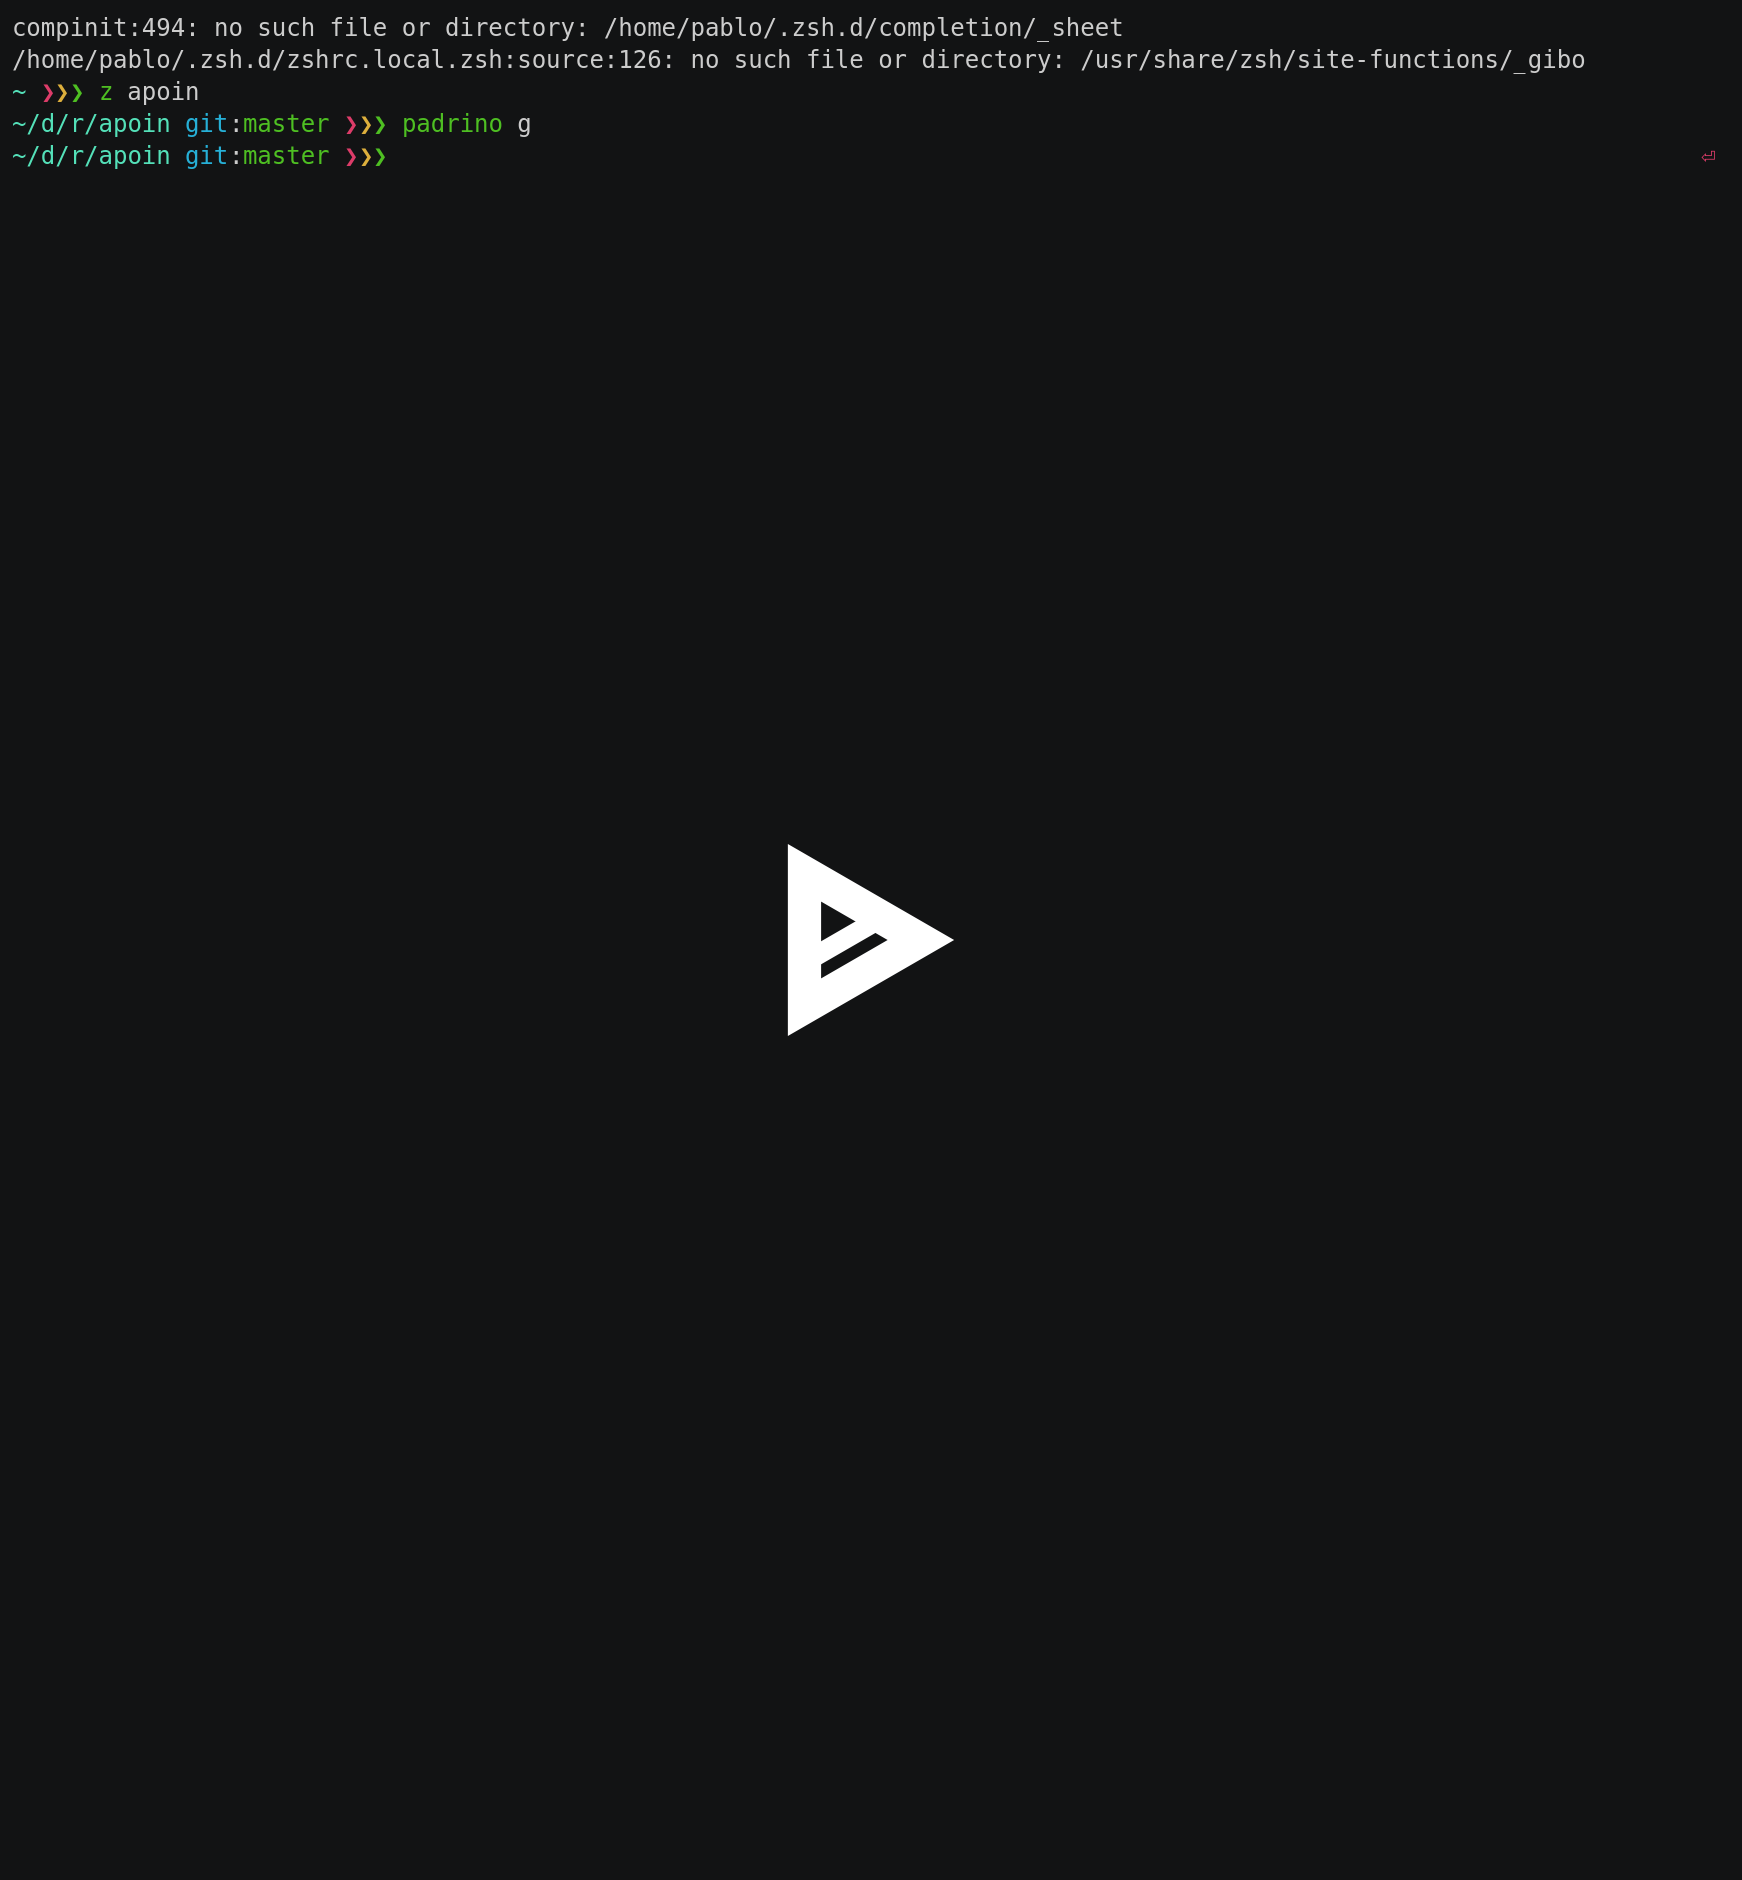 compinit:494: no such file or directory: /home/pablo/.zsh.d/completion/_sheet
/home/pablo/.zsh.d/zshrc.local.zsh:source:126: no such file or directory: /usr/share/zsh/site-functions/_gibo
~ ❯❯❯ z apoin
~/d/r/apoin git:master ❯❯❯ padrino g
~/d/r/apoin git:master ❯❯❯ ⏎